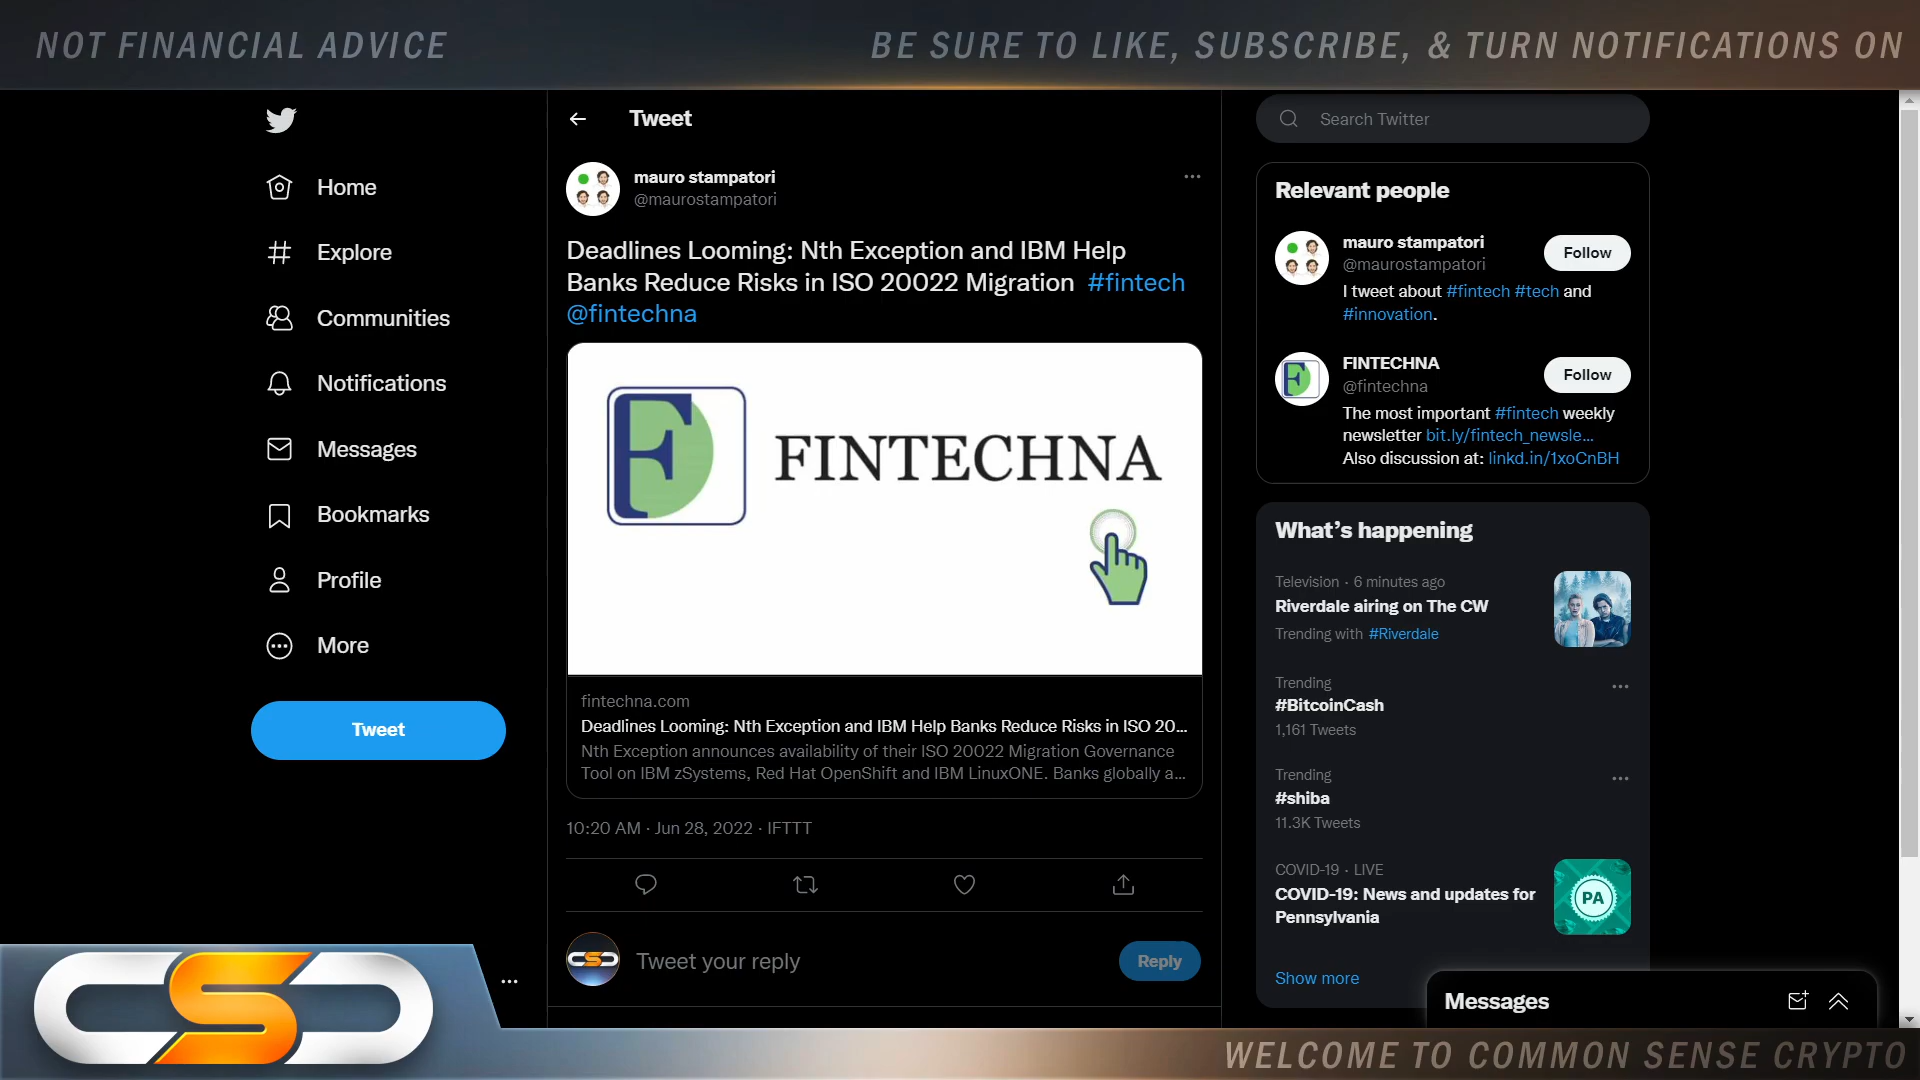 NOT FINANCIAL ADVICE
BE SURE TO LIKE, SUBSCRIBE, & TURN NOTIFICATIONS ON
Home
Explore
Communities
Notifications
Messages
Bookmarks
Profile
More
Tweet
Tweet
mauro stampatori
@maurostampatori
Deadlines Looming: Nth Exception and IBM Help
Banks Reduce Risks in ISO 20022 Migration #fintech
@fintechna
F FINTECHNA
fintechna.com
Deadlines Looming: Nth Exception and IBM Help Banks Reduce Risks in ISO 20...
Nth Exception announces availability of their ISO 20022 Migration Governance
Tool on IBM zSystems, Red Hat OpenShift and IBM LinuxONE. Banks globally a...
10:20 AM · Jun 28, 2022 · IFTTT
Tweet your reply
Reply
Search Twitter
Relevant people
mauro stampatori
@maurostampatori
Follow
I tweet about #fintech #tech and
#innovation.
FINTECHNA
@fintechna
Follow
The most important #fintech weekly
newsletter bit.ly/fintech_newsle...
Also discussion at: linkd.in/1xoCnBH
What's happening
Television · 6 minutes ago
Riverdale airing on The CW
Trending with #Riverdale
Trending
#BitcoinCash
1,161 Tweets
Trending
#shiba
11.3K Tweets
COVID-19 · LIVE
COVID-19: News and updates for
Pennsylvania
PA
Show more
Messages
CSC
WELCOME TO COMMON SENSE CRYPTO